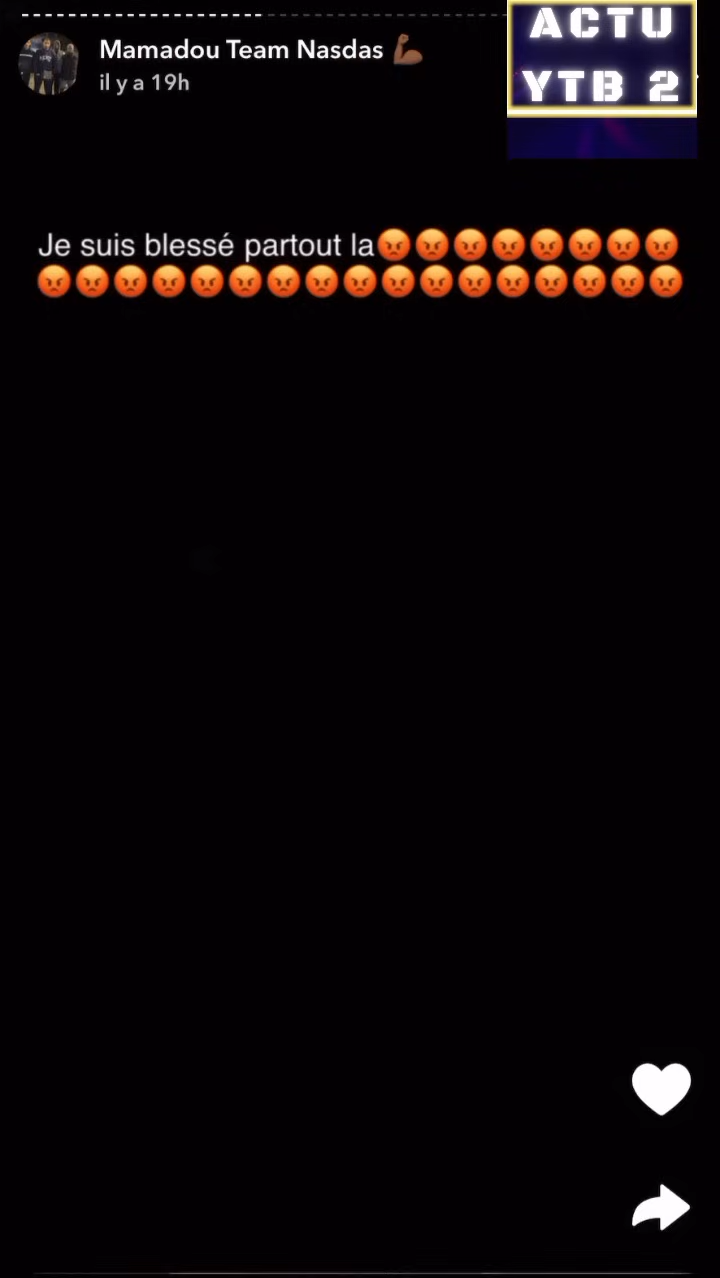 Mamadou Team Nasdas 💪🏾
il y a 19h
ACTU
YTB 2
Je suis blessé partout la😡😡😡😡😡😡😡😡
😡😡😡😡😡😡😡😡😡😡😡😡😡😡😡😡😡